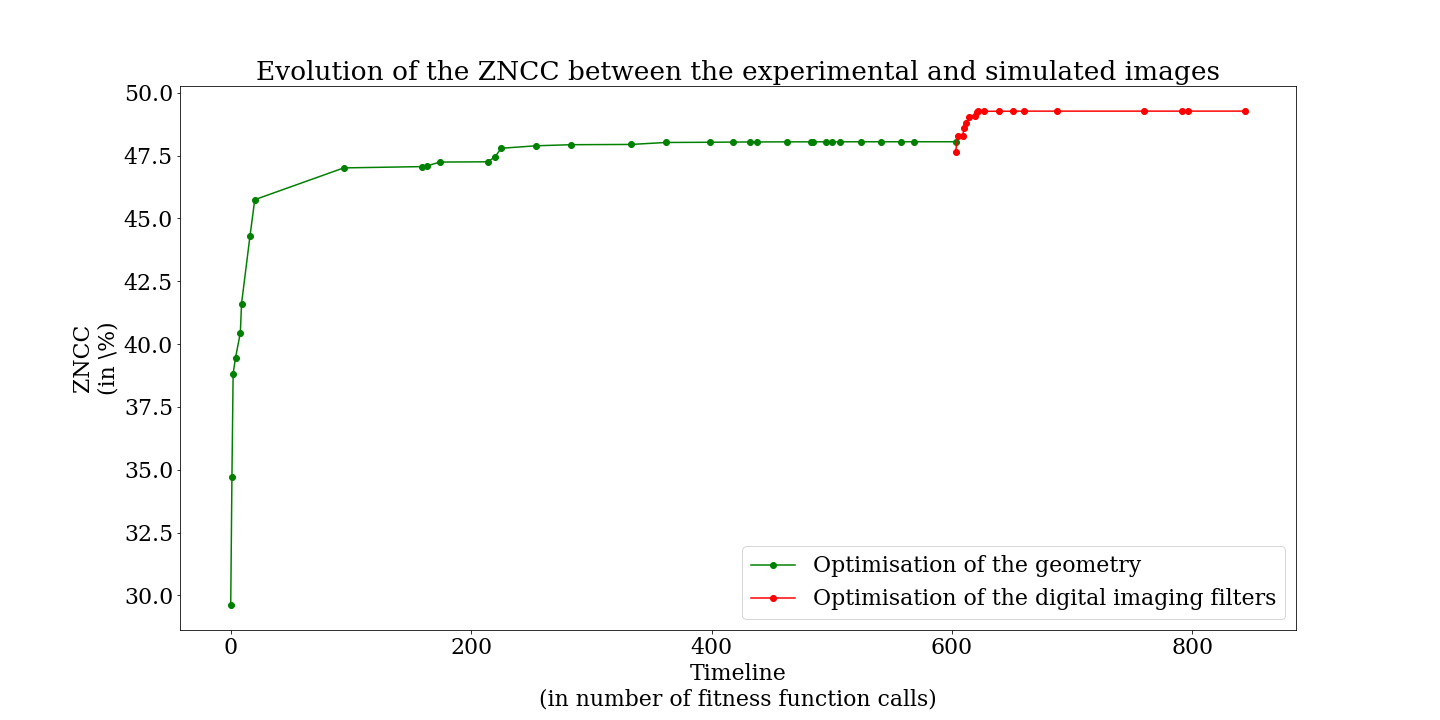 Evolution of the ZNCC between the experimental and simulated images
50.0
47.5
45.0
42.5
40.0
37.5
35.0
32.5
30.0
ZNCC
(in \%)
Optimisation of the geometry
Optimisation of the digital imaging filters
0 200 400 600 800
Timeline
(in number of fitness function calls)